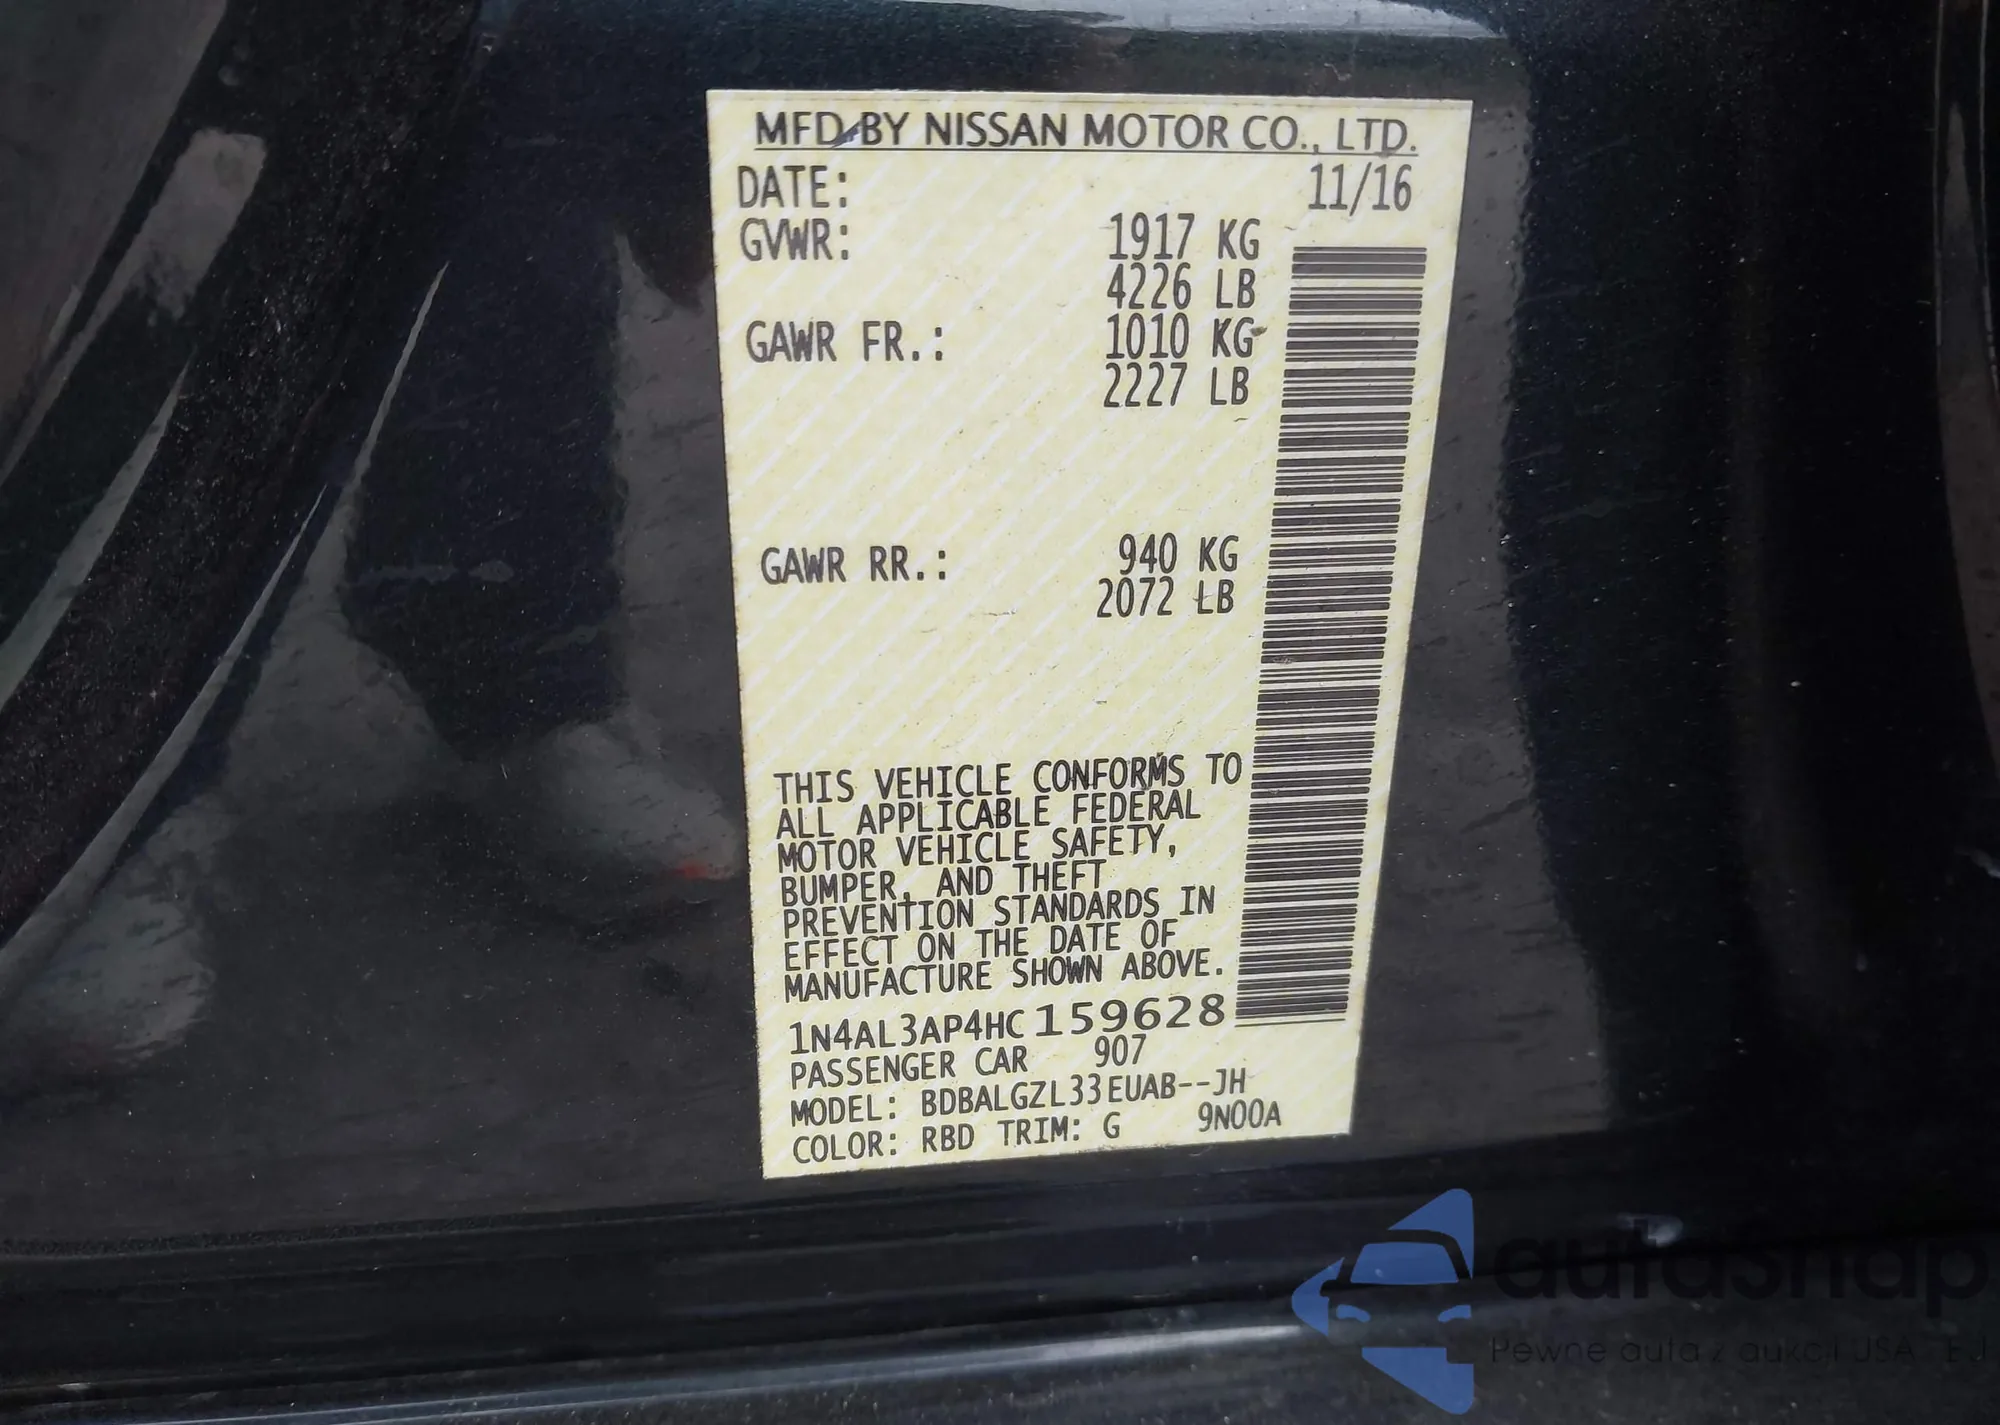 MFD BY NISSAN MOTOR CO., LTD.
DATE: 11/16
GVWR: 1917 KG
4226 LB
GAWR FR.: 1010 KG
2227 LB
GAWR RR.: 940 KG
2072 LB
THIS VEHICLE CONFORMS TO
ALL APPLICABLE FEDERAL
MOTOR VEHICLE SAFETY,
BUMPER, AND THEFT
PREVENTION STANDARDS IN
EFFECT ON THE DATE OF
MANUFACTURE SHOWN ABOVE.
1N4AL3AP4HC159628
PASSENGER CAR 907
MODEL: BDBALGZL33EUAB--JH
COLOR: RBD TRIM: G 9N00A
autosnap
Pewne auta z aukcji USA i EU